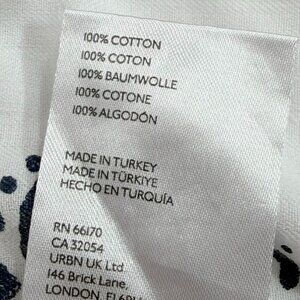 100% COTTON
100% COTON
100% BAUMWOLLE
100% COTONE
100% ALGODÓN
MADE IN TURKEY
MADE IN TÜRKIYE
HECHO EN TURQUÍA
RN 66170
CA 32054
URBN UK Ltd.
146 Brick Lane,
LONDON,